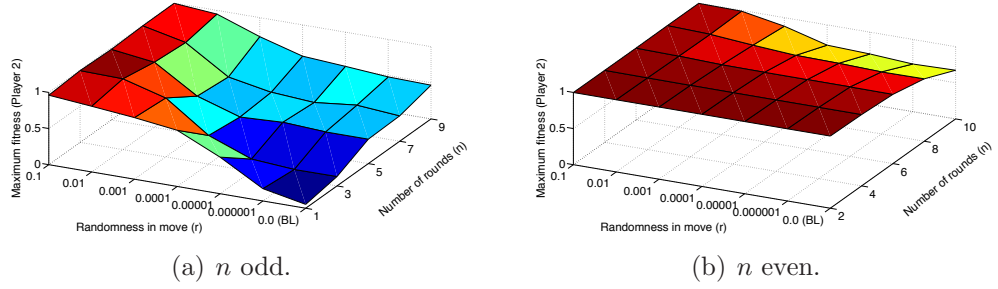 Maximum fitness (Player 2)
1
0.5
0
0.1
0.01
0.001
0.0001
0.00001
0.000001
0.0 (BL)
Randomness in move (r)
1
3
5
7
9
Number of rounds (n)
(a) n odd.
Maximum fitness (Player 2)
1
0.5
0
0.1
0.01
0.001
0.0001
0.00001
0.000001
0.0 (BL)
Randomness in move (r)
2
4
6
8
10
Number of rounds (n)
(b) n even.